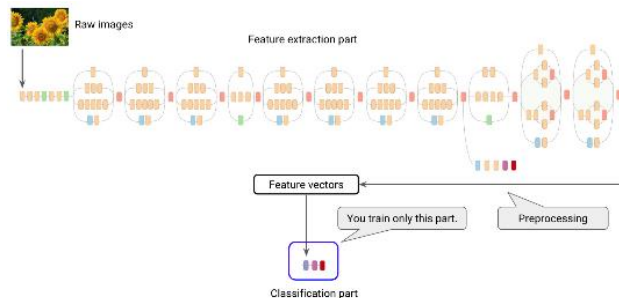 Raw images
Feature extraction part
Feature vectors
Preprocessing
You train only this part.
Classification part